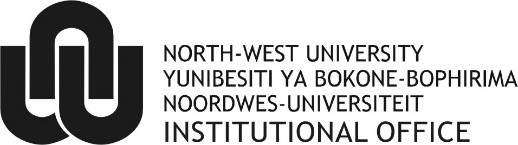 NORTH-WEST UNIVERSITY
YUNIBESITI YA BOKONE-BOPHIRIMA
NOORDWES-UNIVERSITEIT
INSTITUTIONAL OFFICE